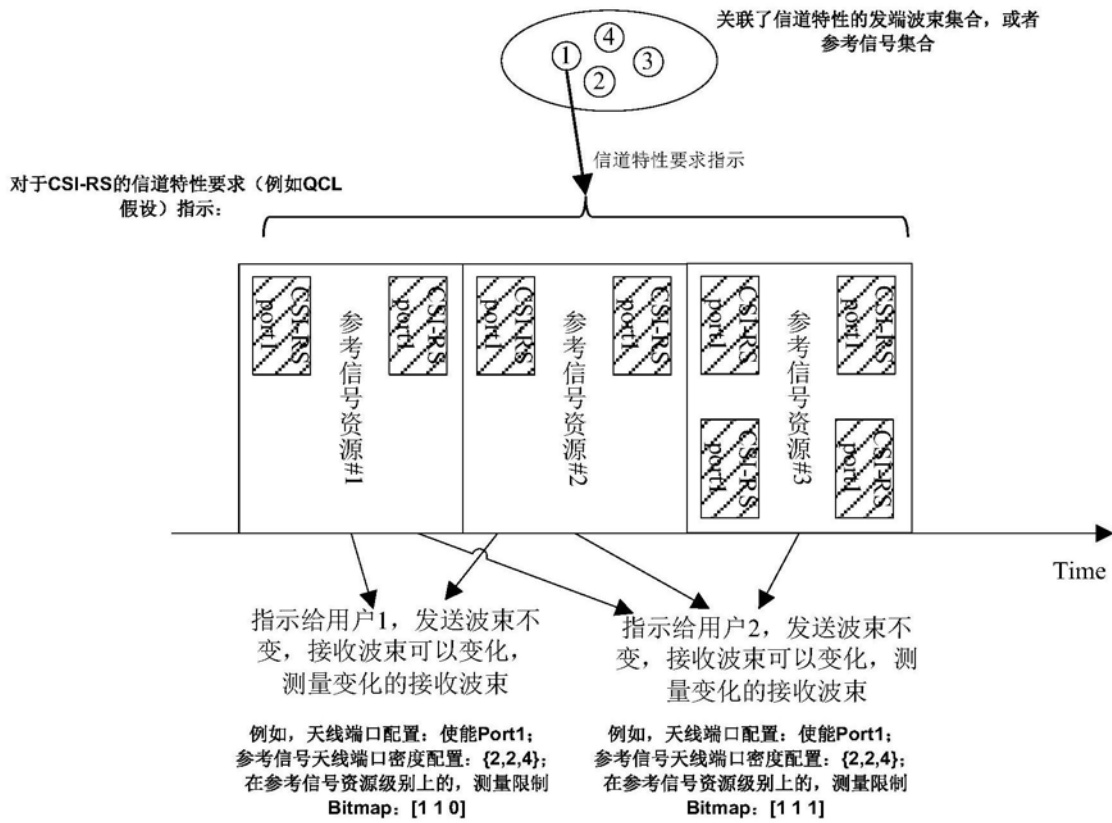 关联了信道特性的发端波束集合，或者
参考信号集合
4
1
3
2
信道特性要求指示
对于CSI-RS的信道特性要求（例如QCL
假设）指示：
CSI-RS
port1
参考信号资源#1
CSI-RS
port1
CSI-RS
port1
参考信号资源#2
CSI-RS
port1
CSI-RS
port1
参考信号资源#3
CSI-RS
port1
CSI-RS
port1
CSI-RS
port1
Time
指示给用户1，发送波束不
变，接收波束可以变化，
测量变化的接收波束
指示给用户2，发送波束不
变，接收波束可以变化，测
量变化的接收波束
例如，天线端口配置：使能Port1；
参考信号天线端口密度配置：{2,2,4}；
在参考信号资源级别上的，测量限制
Bitmap：[1 1 0]
例如，天线端口配置：使能Port1；
参考信号天线端口密度配置：{2,2,4}；
在参考信号资源级别上的，测量限制
Bitmap：[1 1 1]